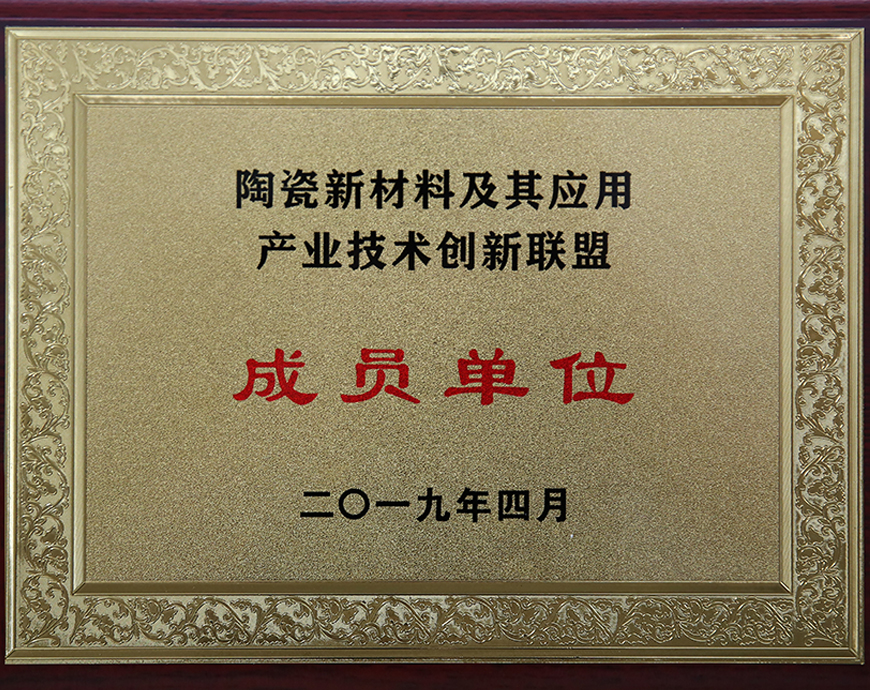 陶瓷新材料及其应用
产业技术创新联盟
成员单位
二〇一九年四月